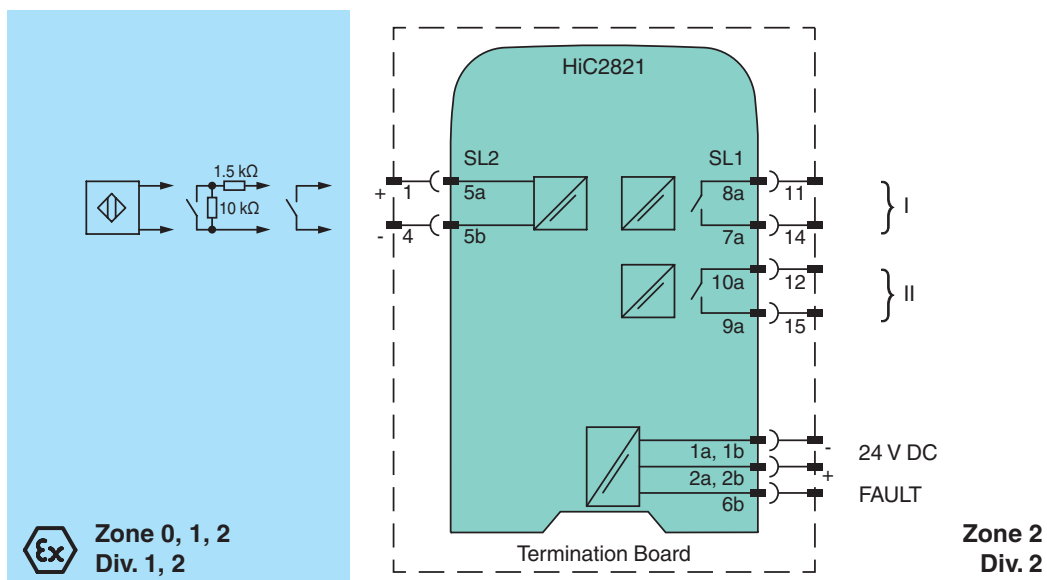 HiC2821
SL2
SL1
1.5 kΩ
10 kΩ
+
1
5a
8a
11
I
-
4
5b
7a
14
10a
12
II
9a
15
1a, 1b
-
24 V DC
2a, 2b
+
6b
FAULT
Termination Board
Ex
Zone 0, 1, 2
Div. 1, 2
Zone 2
Div. 2